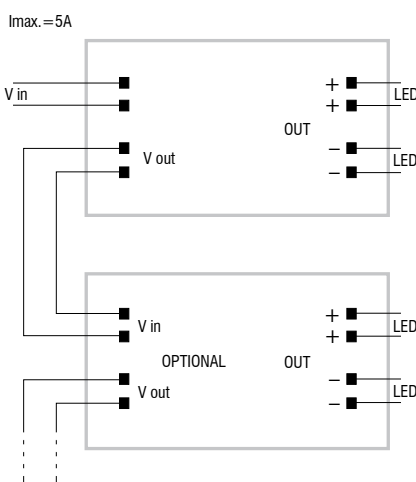 Imax.=5A
V in
+
LED
+
OUT
V out
−
LED
−
V in
+
LED
+
OPTIONAL
OUT
V out
−
LED
−